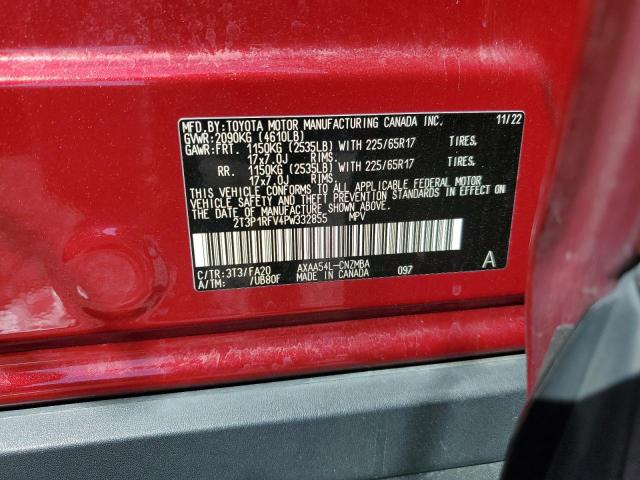 MFD.BY:TOYOTA MOTOR MANUFACTURING CANADA INC. 11/22
GVWR: 2090KG (4610LB)
GAWR:FRT. 1150KG (2535LB) WITH 225/65R17 TIRES.
17x7.0J RIMS.
RR. 1150KG (2535LB) WITH 225/65R17 TIRES.
17x7.0J RIMS.
THIS VEHICLE CONFORMS TO ALL APPLICABLE FEDERAL MOTOR
VEHICLE SAFETY AND THEFT PREVENTION STANDARDS IN EFFECT ON
THE DATE OF MANUFACTURE SHOWN ABOVE.
2T3P1RFV4PW332855 MPV
C/TR:3T3/FA20 AXAA54L-CNZMBA 097 A
A/TM: /UB80F MADE IN CANADA